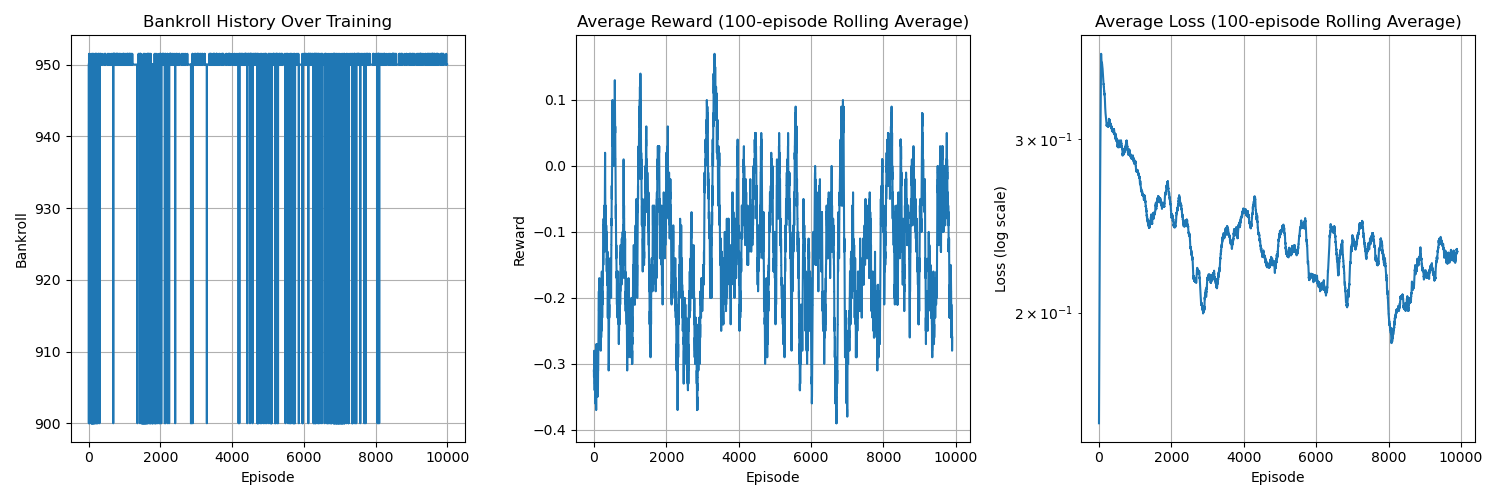 Bankroll History Over Training
Bankroll
950
940
930
920
910
900
0 2000 4000 6000 8000 10000
Episode
Average Reward (100-episode Rolling Average)
Reward
0.1
0.0
−0.1
−0.2
−0.3
−0.4
0 2000 4000 6000 8000 10000
Episode
Average Loss (100-episode Rolling Average)
Loss (log scale)
3 × 10⁻¹
2 × 10⁻¹
0 2000 4000 6000 8000 10000
Episode